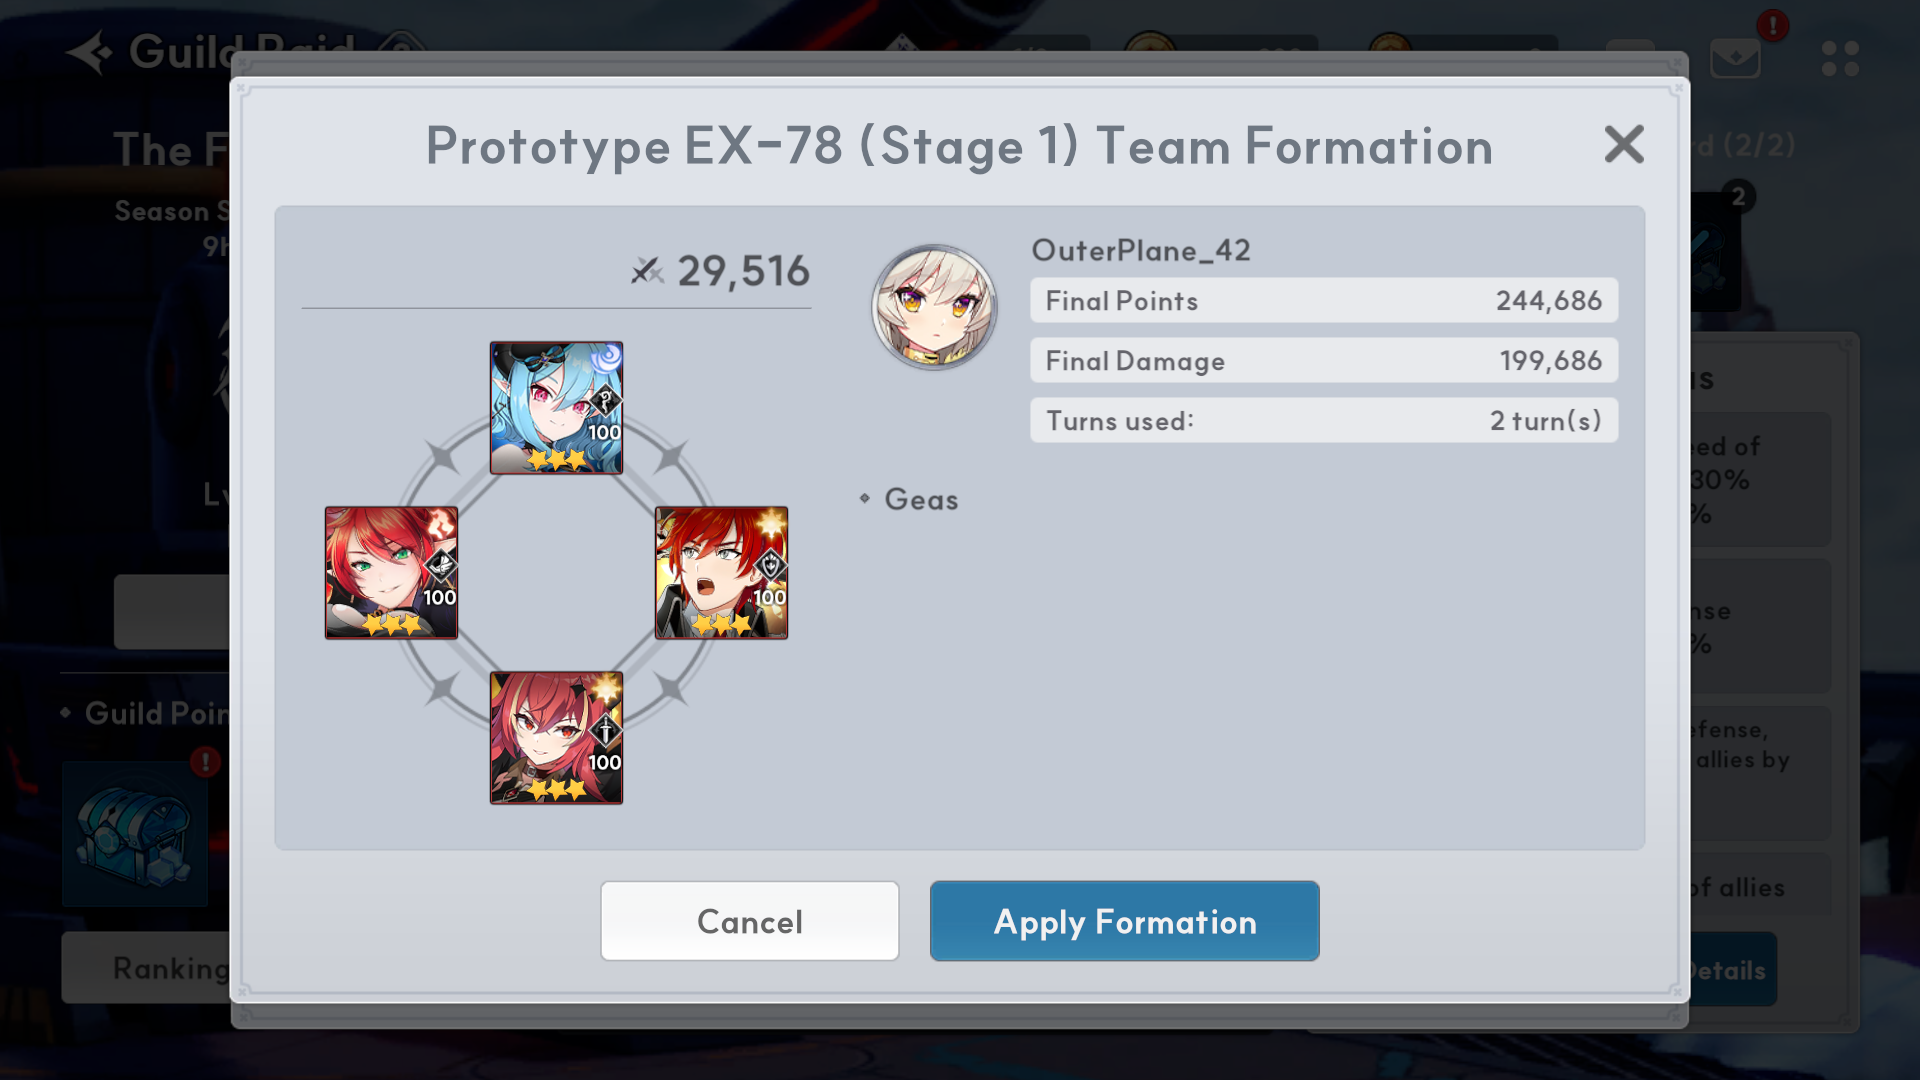 Guild Raid
The F
Season S
9h
Lv
Guild Poin
Ranking
Prototype EX-78 (Stage 1) Team Formation
29,516
100
100
100
100
OuterPlane_42
Final Points 244,686
Final Damage 199,686
Turns used: 2 turn(s)
Geas
Cancel
Apply Formation
rd (2/2)
2
eed of
30%
%
nse
%
efense,
allies by
of allies
Details